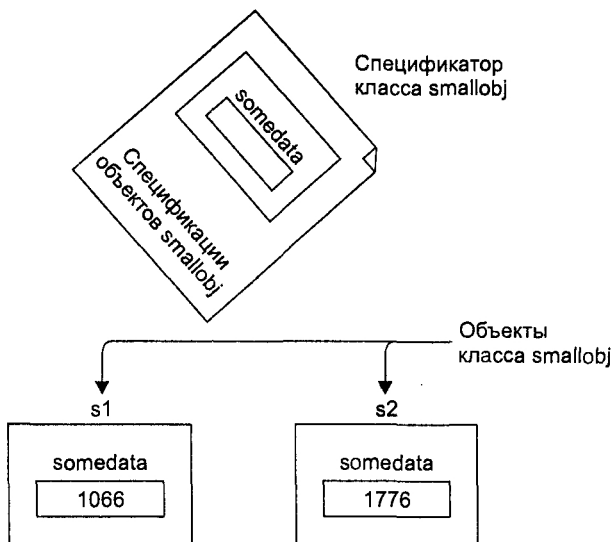 Спецификатор
класса smallobj
somedata
Спецификации
объектов smallobj
Объекты
класса smallobj
s1
s2
somedata
1066
somedata
1776